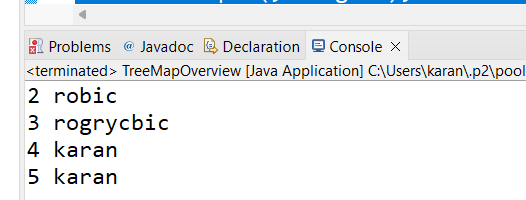 Problems @ Javadoc Declaration Console
<terminated> TreeMapOverview [Java Application] C:\Users\karan\.p2\pool
2 robic
3 rogrycbic
4 karan
5 karan